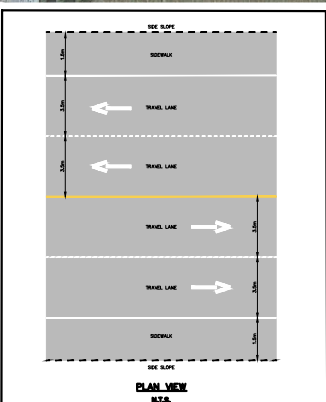 SIDE SLOPE
1.5m
SIDEWALK
3.5m
TRAVEL LANE
3.5m
TRAVEL LANE
3.5m
TRAVEL LANE
3.5m
TRAVEL LANE
1.5m
SIDEWALK
SIDE SLOPE
PLAN VIEW
N.T.S.